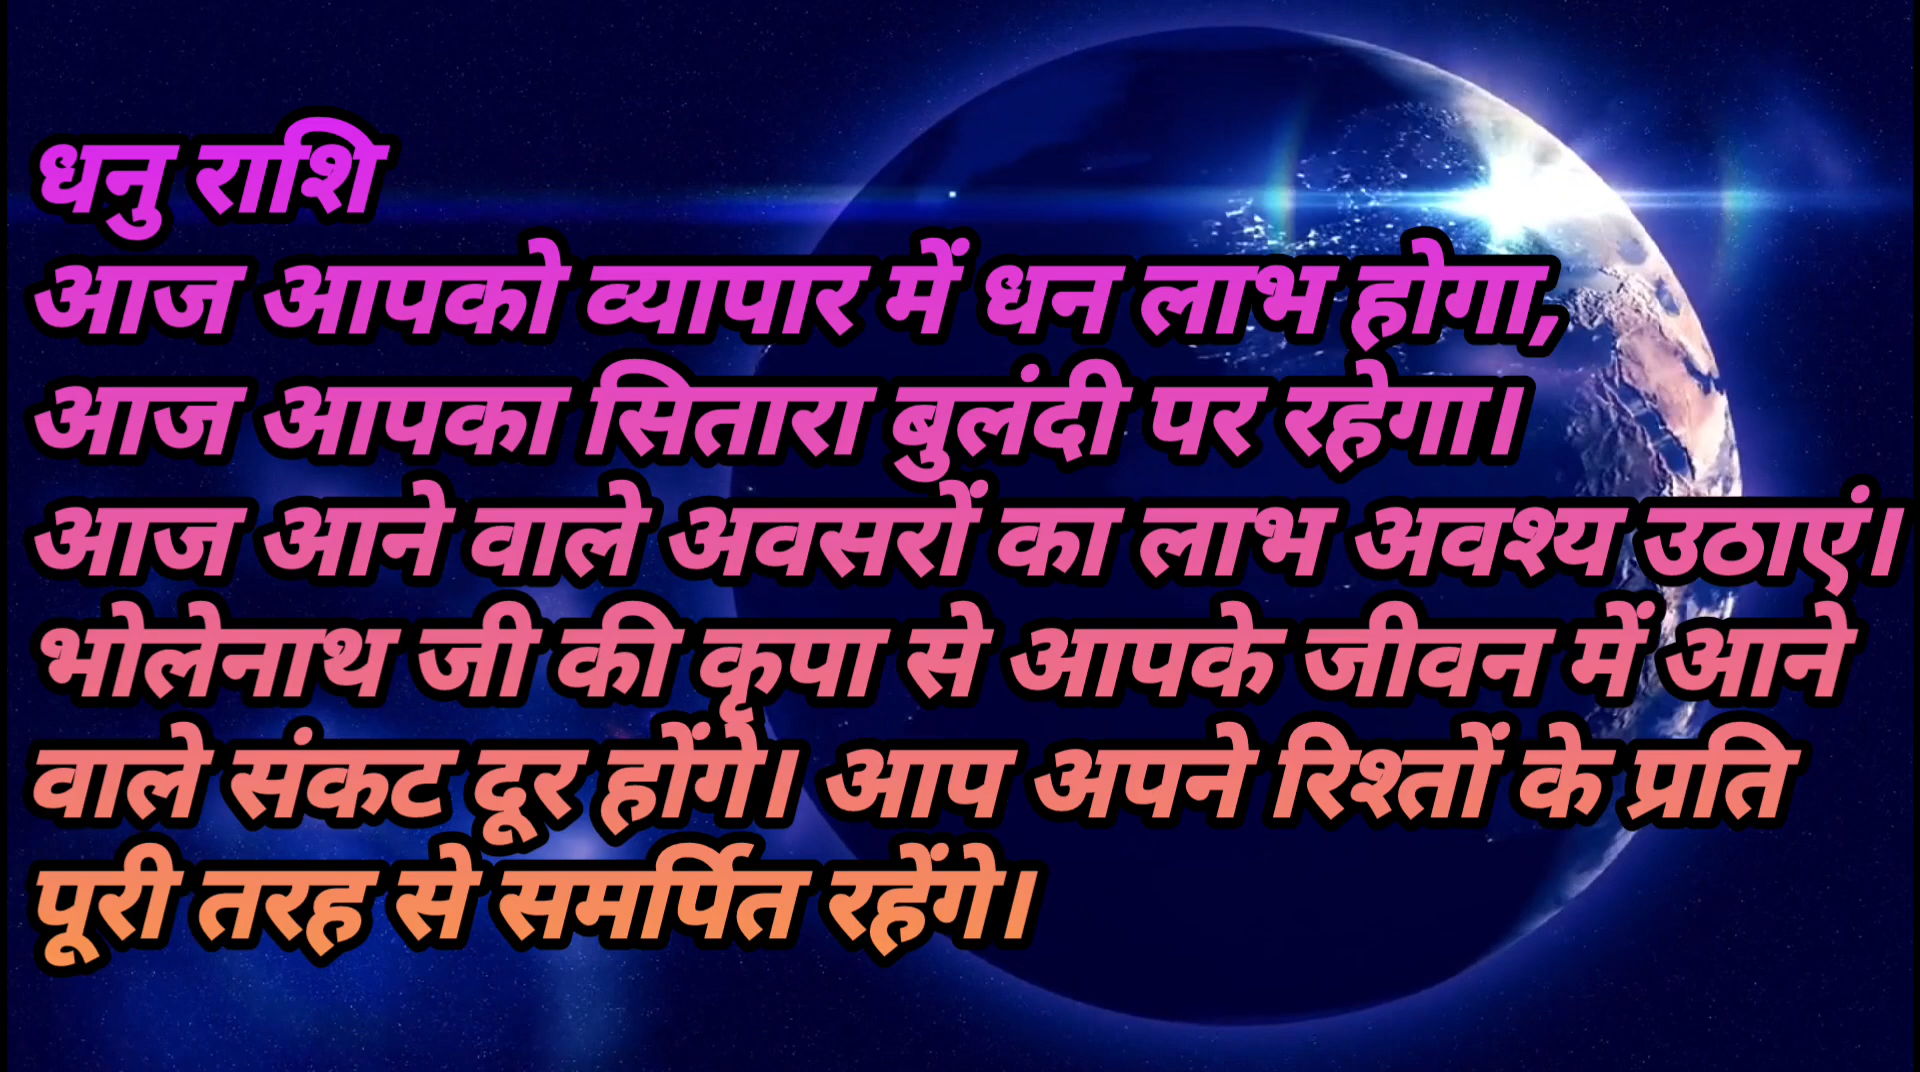 धनु राशि
आज आपको व्यापार में धन लाभ होगा,
आज आपका सितारा बुलंदी पर रहेगा।
आज आने वाले अवसरों का लाभ अवश्य उठाएं।
भोलेनाथ जी की कृपा से आपके जीवन में आने
वाले संकट दूर होंगे। आप अपने रिश्तों के प्रति
पूरी तरह से समर्पित रहेंगे।